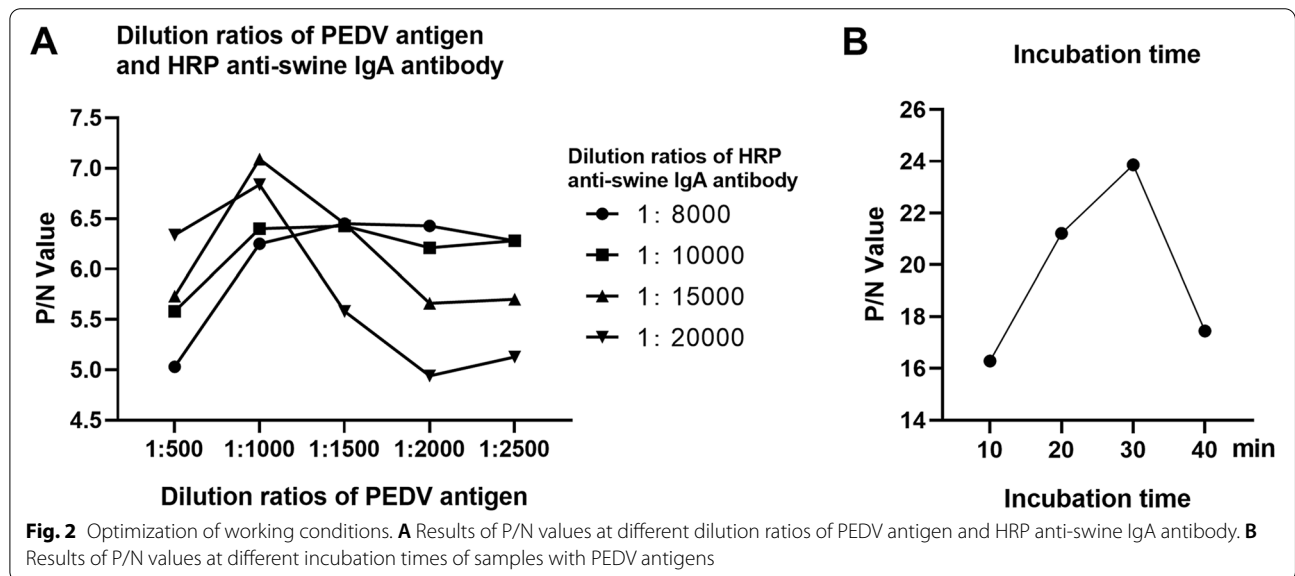 A
Dilution ratios of PEDV antigen
and HRP anti-swine IgA antibody
7.5
7.0
6.5
6.0
5.5
5.0
4.5
P/N Value
1:500 1:1000 1:1500 1:2000 1:2500
Dilution ratios of PEDV antigen
Dilution ratios of HRP
anti-swine IgA antibody
1: 8000
1: 10000
1: 15000
1: 20000
B
Incubation time
26
24
22
20
18
16
14
P/N Value
10 20 30 40 min
Incubation time
Fig. 2 Optimization of working conditions. A Results of P/N values at different dilution ratios of PEDV antigen and HRP anti-swine IgA antibody. B
Results of P/N values at different incubation times of samples with PEDV antigens